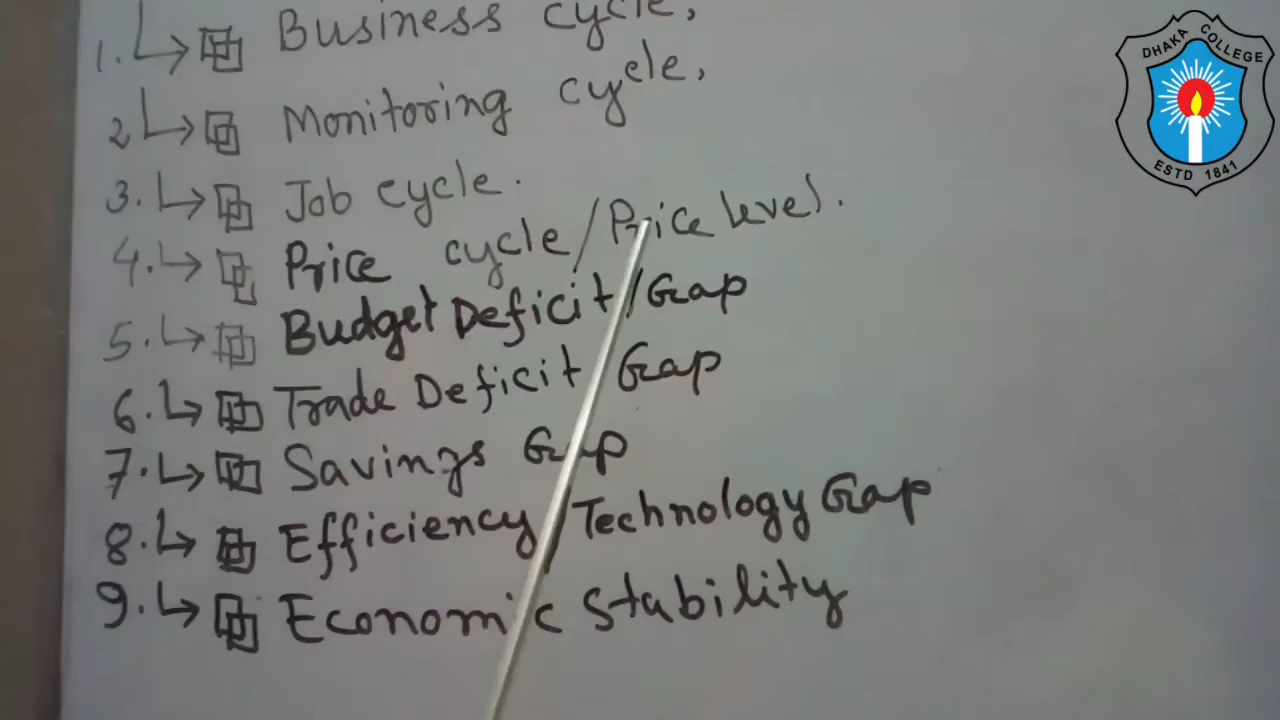 1. Business cycle,
2 Monitoring cycle,
3. Job cycle.
4. Price cycle/Price level.
5. Budget Deficit/Gap
6. Trade Deficit Gap
7. Savings Gap
8. Efficiency/Technology Gap
9. Economic Stability
DHAKA COLLEGE
ESTD 1841